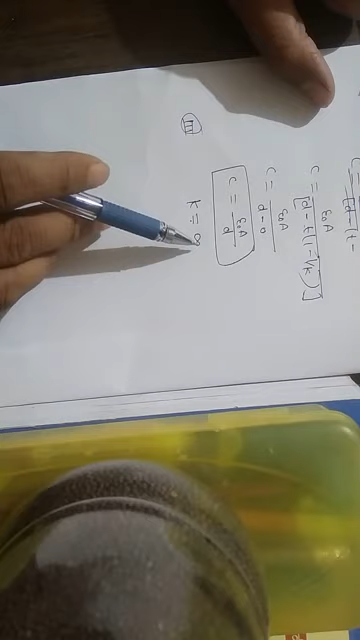 C = ε₀A / [d - t(1 - 1/k)]
C = ε₀A / d - 0
C = ε₀A / d
III k = ∞